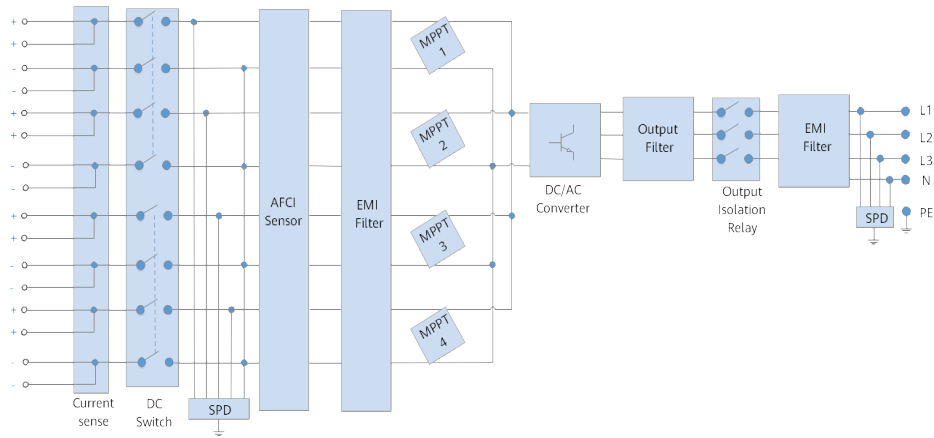 +
+
-
-
+
+
-
-
+
+
-
-
+
+
-
-
Current
sense
DC
Switch
SPD
AFCI
Sensor
EMI
Filter
MPPT
1
MPPT
2
MPPT
3
MPPT
4
DC/AC
Converter
Output
Filter
Output
Isolation
Relay
EMI
Filter
L1
L2
L3
N
PE
SPD